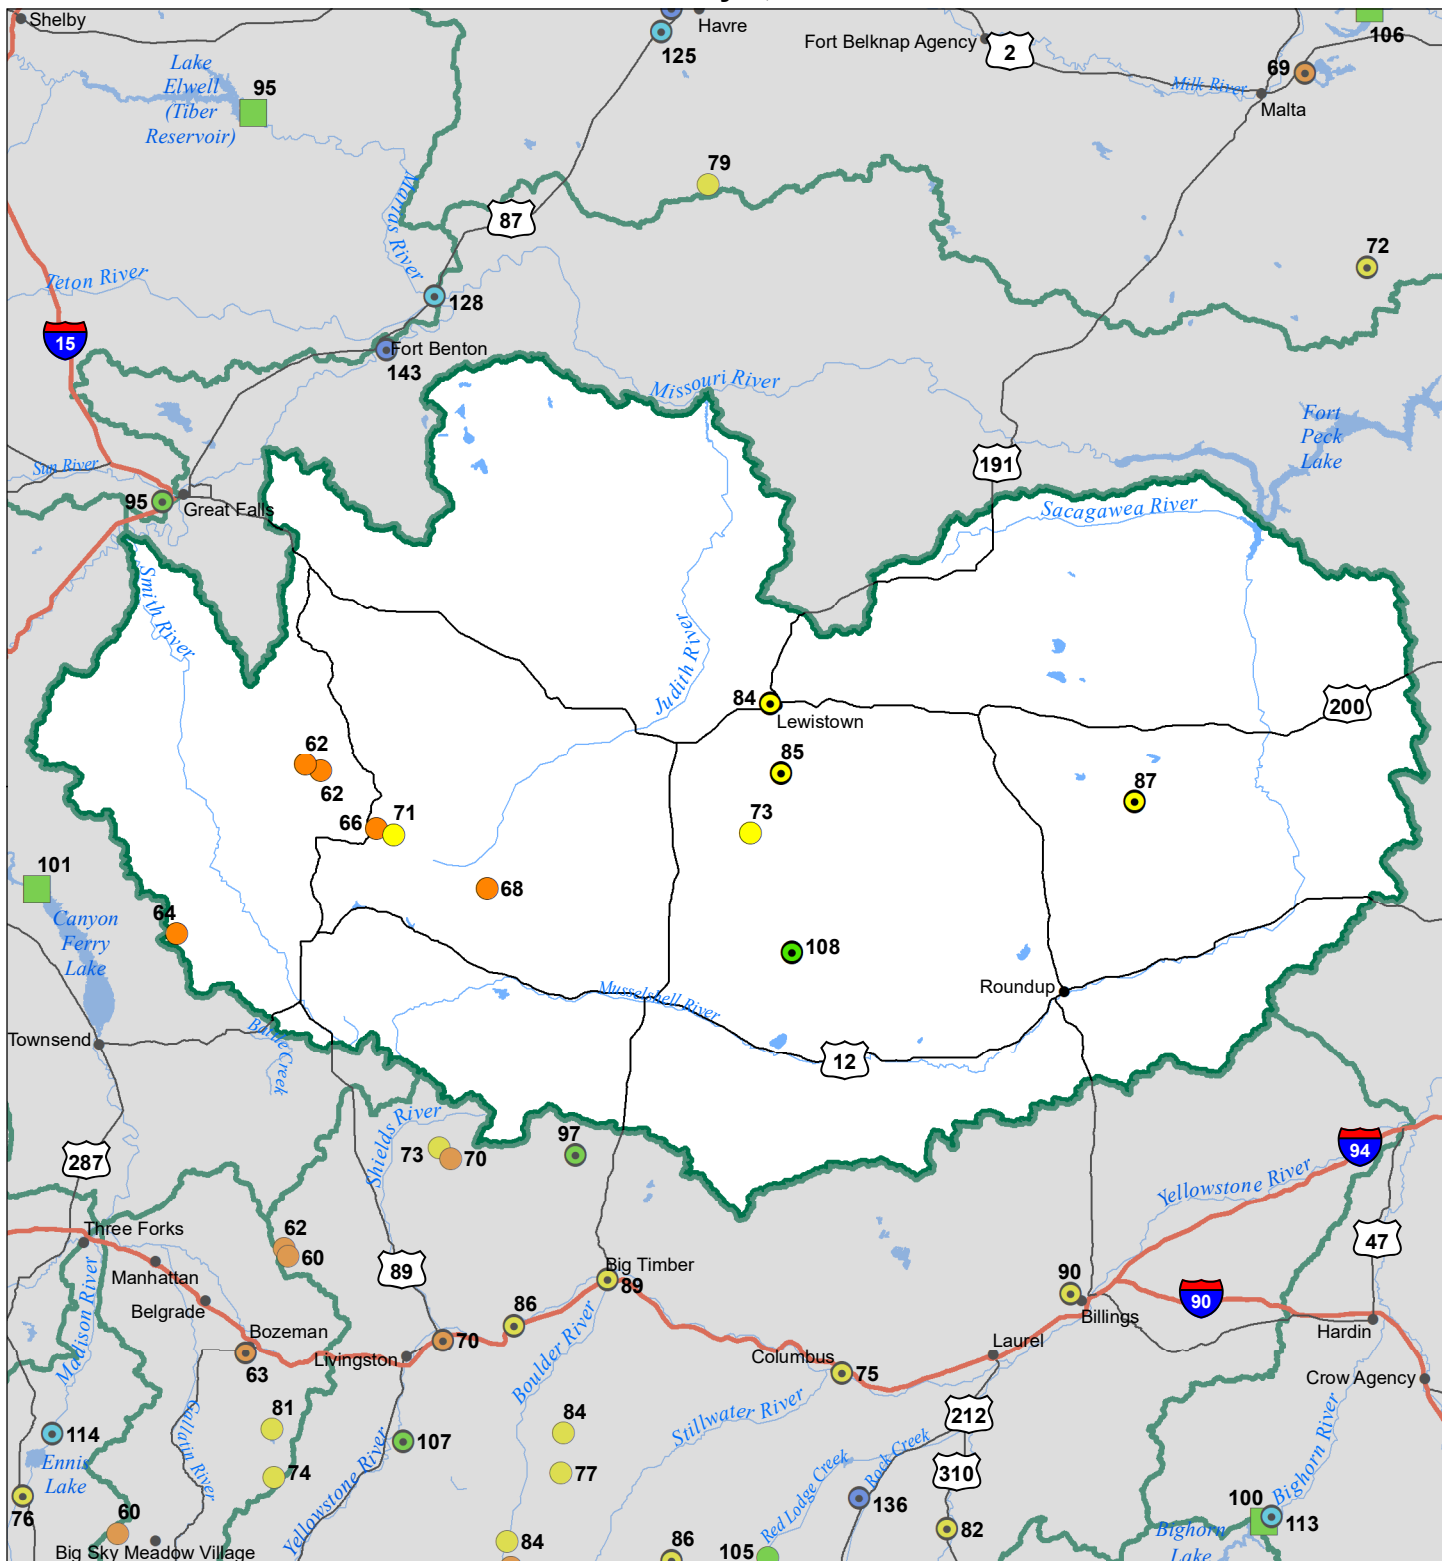 Shelby
Havre
125
Fort Belknap Agency
2
106
69
Milk River
Malta
Lake
Elwell
(Tiber
Reservoir)
95
79
Marias River
87
72
Teton River
128
15
Fort Benton
143
Missouri River
Fort
Peck
Lake
Sun River
191
95
Great Falls
Sacagawea River
Smith River
Judith River
84
Lewistown
200
62
62
85
87
66
71
73
68
101
Canyon
Ferry
Lake
64
108
Roundup
Musselshell River
Townsend
Battle Creek
12
Shields River
97
73
70
287
94
Yellowstone River
Three Forks
62
60
47
Manhattan
89
Big Timber
89
90
90
Belgrade
86
Billings
Madison River
Bozeman
63
Livingston
70
Boulder River
Columbus
75
Laurel
Hardin
Crow Agency
81
84
Stillwater River
212
114
Ennis
Lake
Gallatin River
107
74
77
Red Lodge Creek
Rock Creek
310
Bighorn River
76
Yellowstone River
136
100
113
60
84
86
105
82
Bighorn
Lake
Big Sky Meadow Village